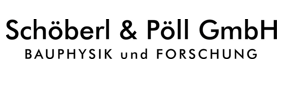 Schöberl & Pöll GmbH
BAUPHYSIK und FORSCHUNG